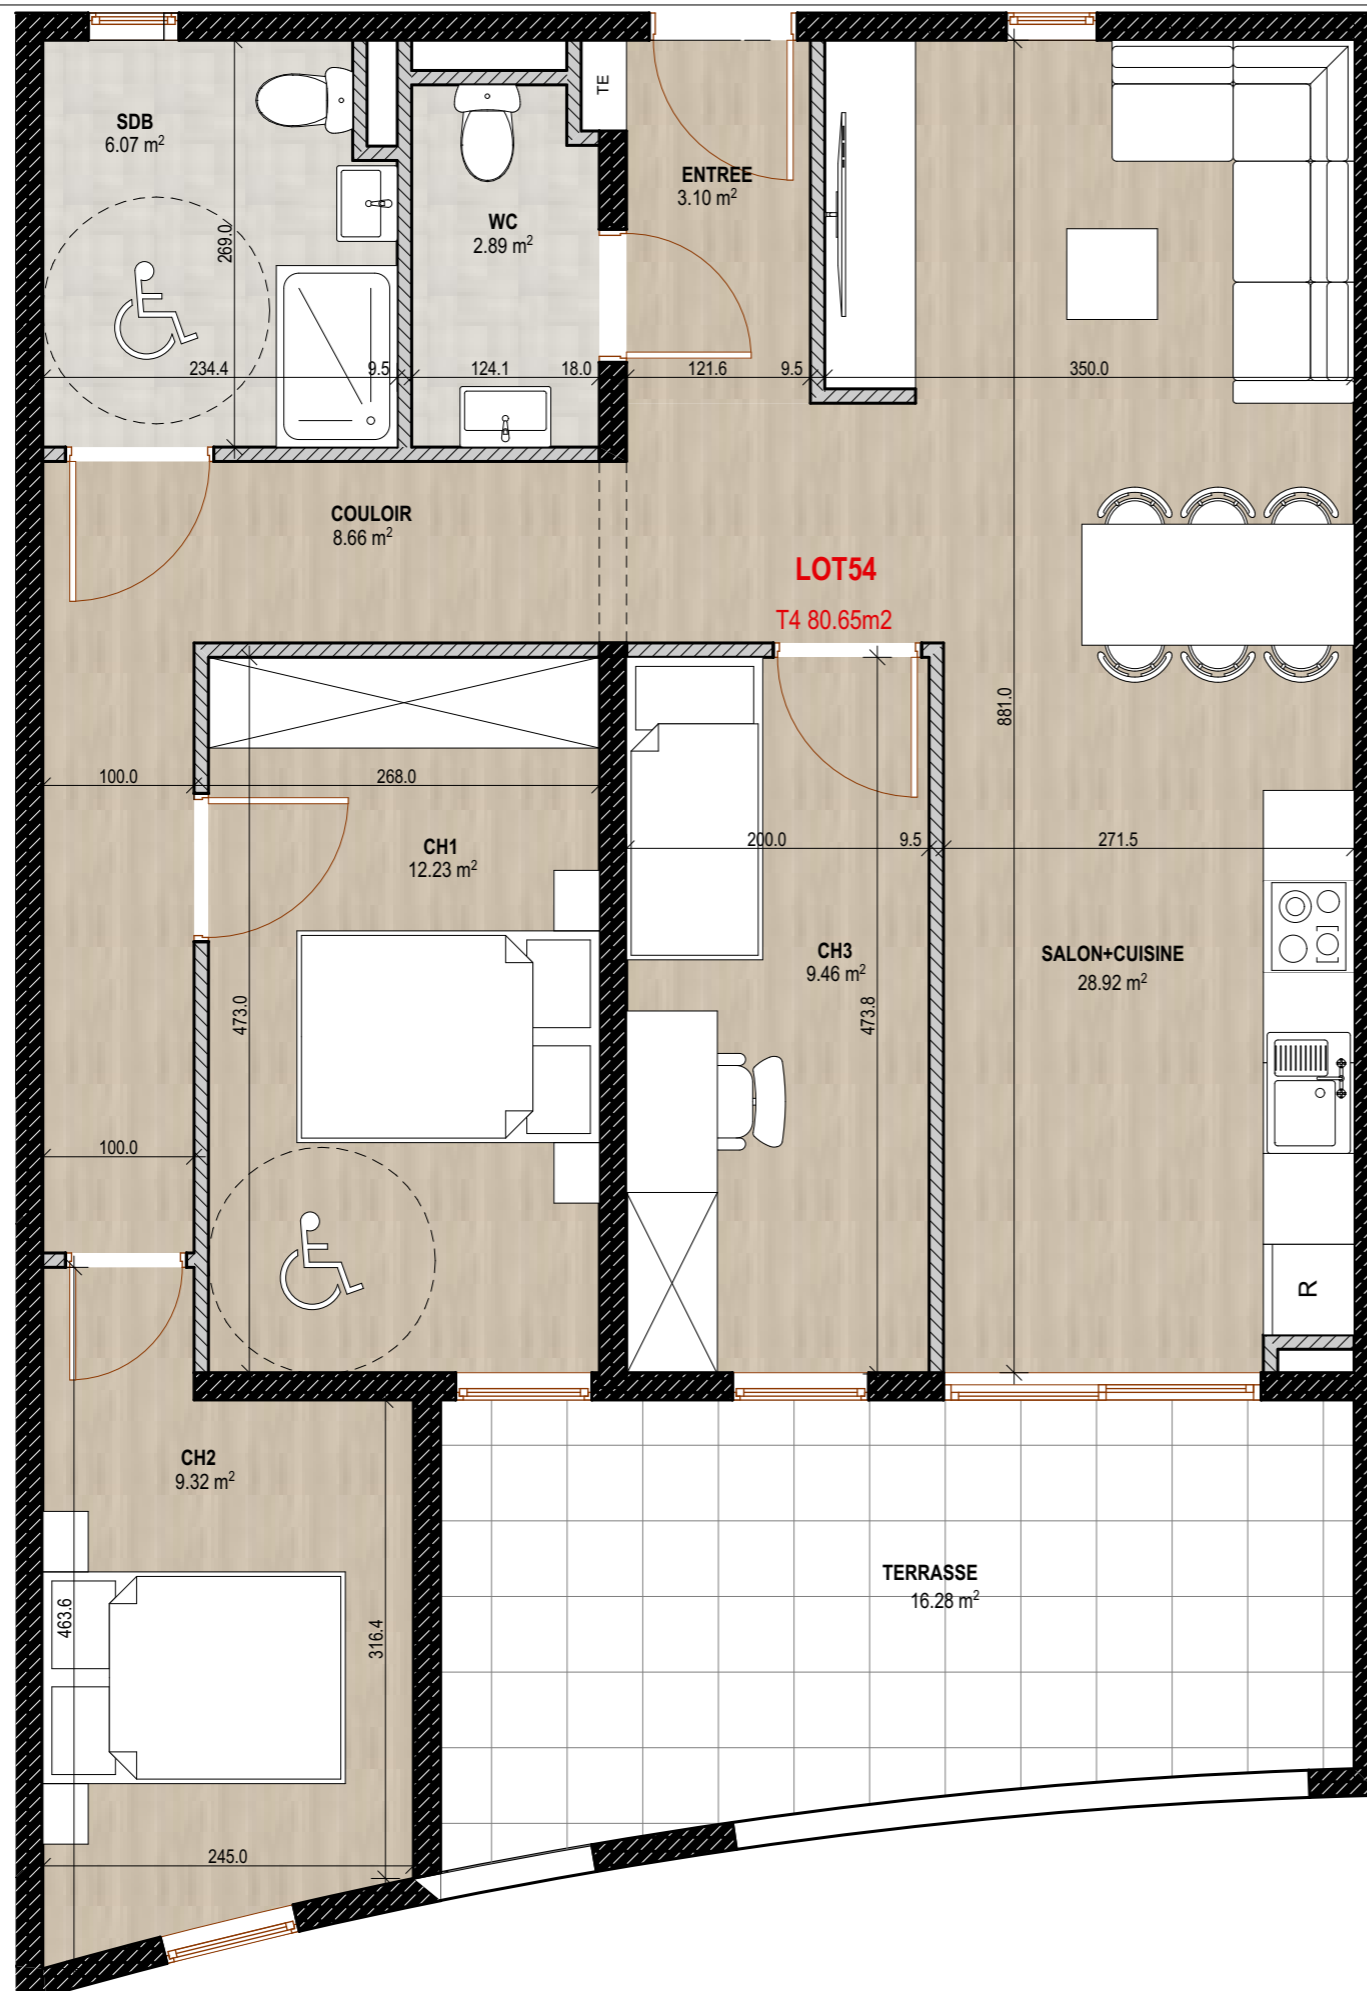 SDB
6.07 m²
269.0
234.4
9.5
WC
2.89 m²
124.1
18.0
TE
ENTREE
3.10 m²
121.6
9.5
350.0
COULOIR
8.66 m²
LOT54
T4 80.65m2
881.0
100.0
268.0
CH1
12.23 m²
473.0
200.0
9.5
271.5
CH3
9.46 m²
473.8
SALON+CUISINE
28.92 m²
100.0
R
CH2
9.32 m²
463.6
316.4
245.0
TERRASSE
16.28 m²